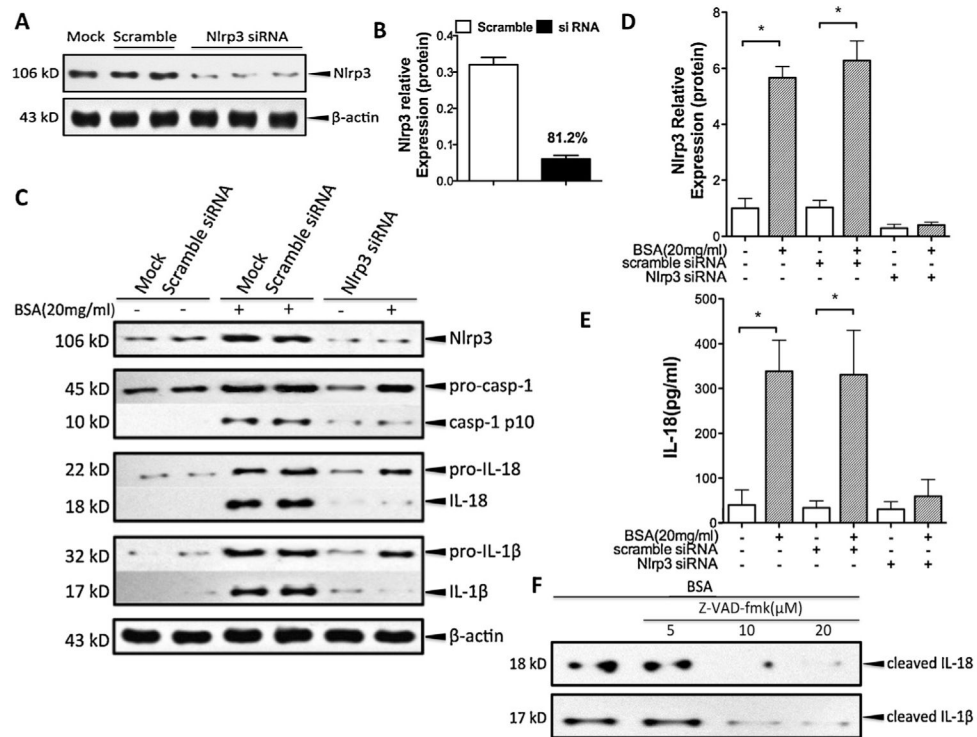 A
Mock Scramble Nlrp3 siRNA
106 kD Nlrp3
43 kD β-actin
B
Scramble si RNA
Nlrp3 relative
Expression (protein)
0.4
0.3
0.2
0.1
0.0
81.2%
C
Mock Scramble siRNA Mock Scramble siRNA Nlrp3 siRNA
BSA(20mg/ml) - - + + - +
106 kD Nlrp3
45 kD pro-casp-1
10 kD casp-1 p10
22 kD pro-IL-18
18 kD IL-18
32 kD pro-IL-1β
17 kD IL-1β
43 kD β-actin
D
Nlrp3 Relative
Expression (protein)
8
6
4
2
0
* *
BSA(20mg/ml) - + - + - +
scramble siRNA - - + + - -
Nlrp3 siRNA - - - - + +
E
IL-18(pg/ml)
500
400
300
200
100
0
* *
BSA(20mg/ml) - + - + - +
scramble siRNA - - + + - -
Nlrp3 siRNA - - - - + +
F
BSA
Z-VAD-fmk(μM)
5 10 20
18 kD cleaved IL-18
17 kD cleaved IL-1β